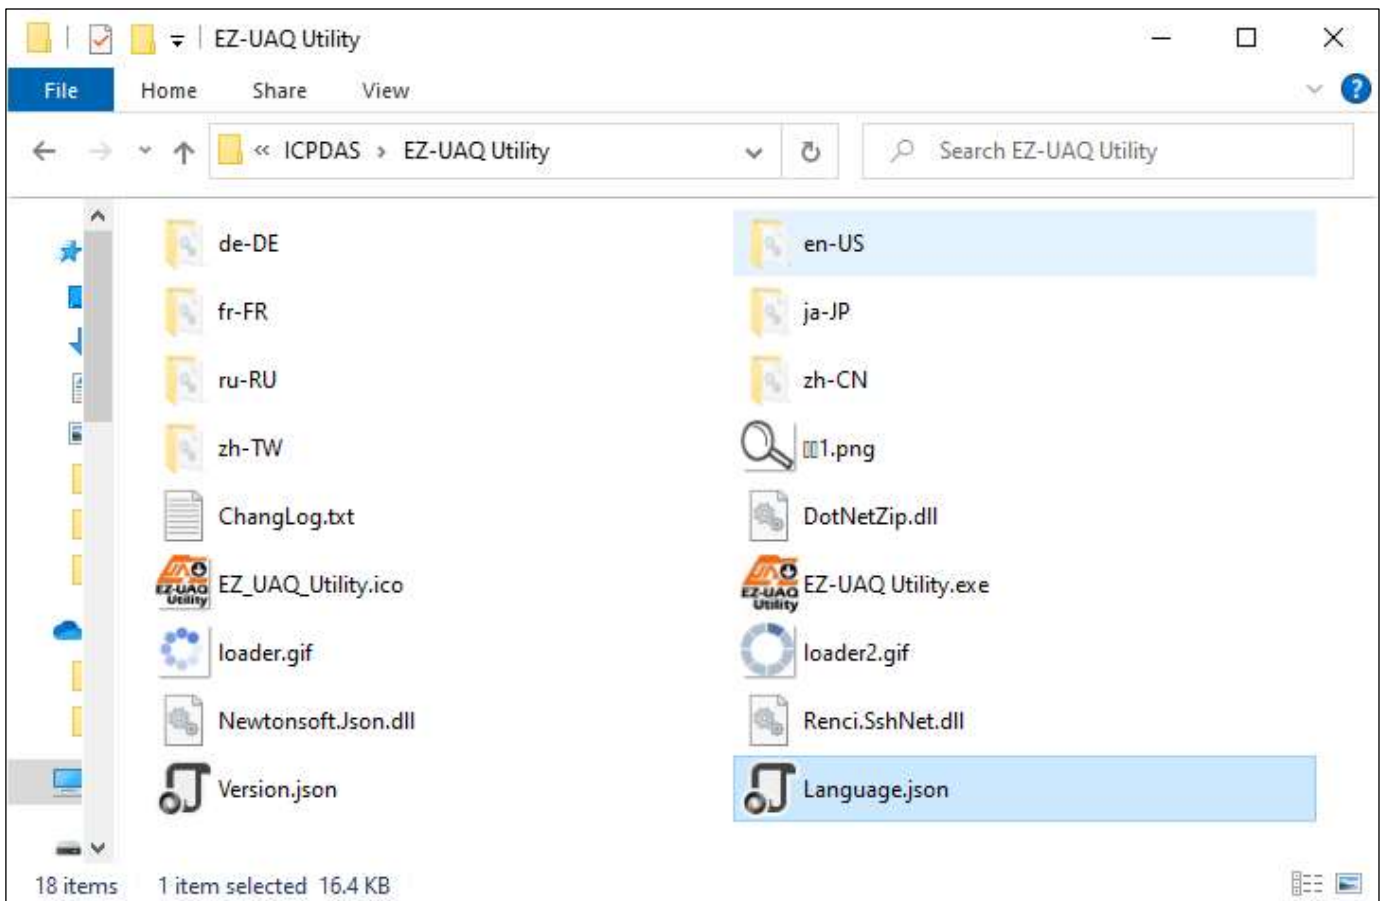 EZ-UAQ Utility
File Home Share View
« ICPDAS › EZ-UAQ Utility Search EZ-UAQ Utility
de-DE en-US
fr-FR ja-JP
ru-RU zh-CN
zh-TW 1.png
ChangLog.txt DotNetZip.dll
EZ_UAQ_Utility.ico EZ-UAQ Utility.exe
loader.gif loader2.gif
Newtonsoft.Json.dll Renci.SshNet.dll
Version.json Language.json
18 items 1 item selected 16.4 KB